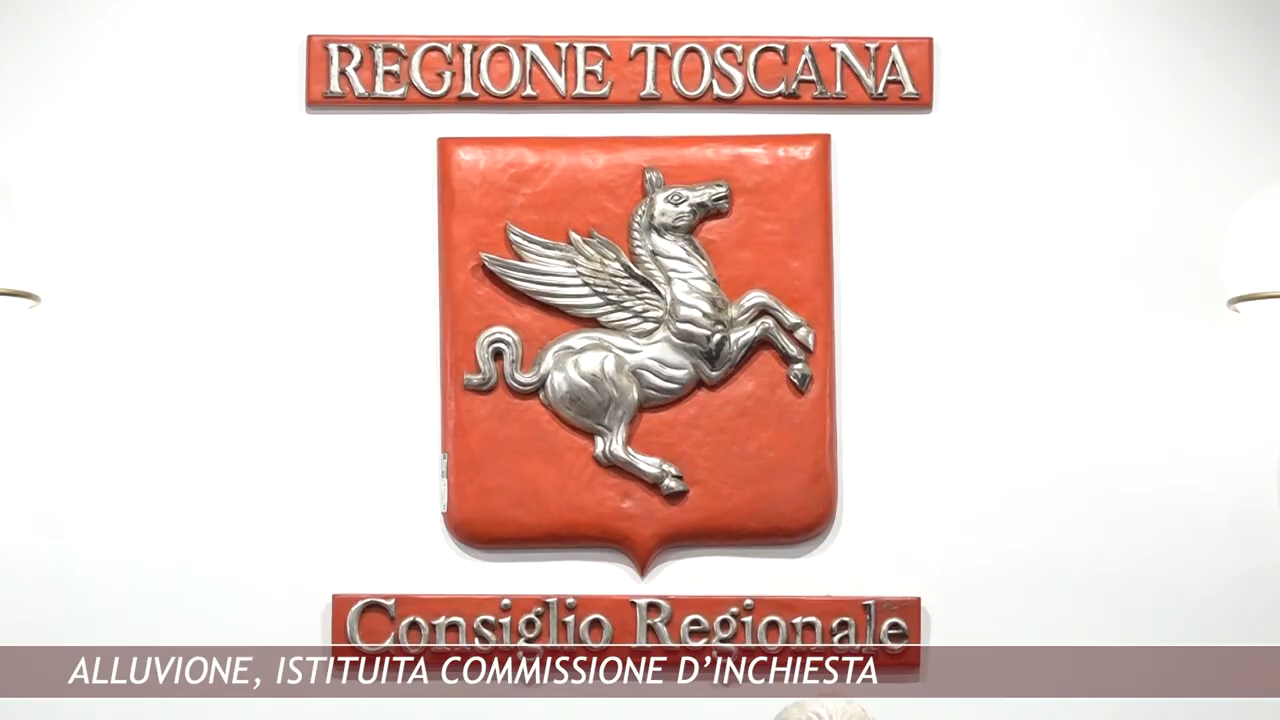 REGIONE TOSCANA
Consiglio Regionale
ALLUVIONE, ISTITUITA COMMISSIONE D’INCHIESTA